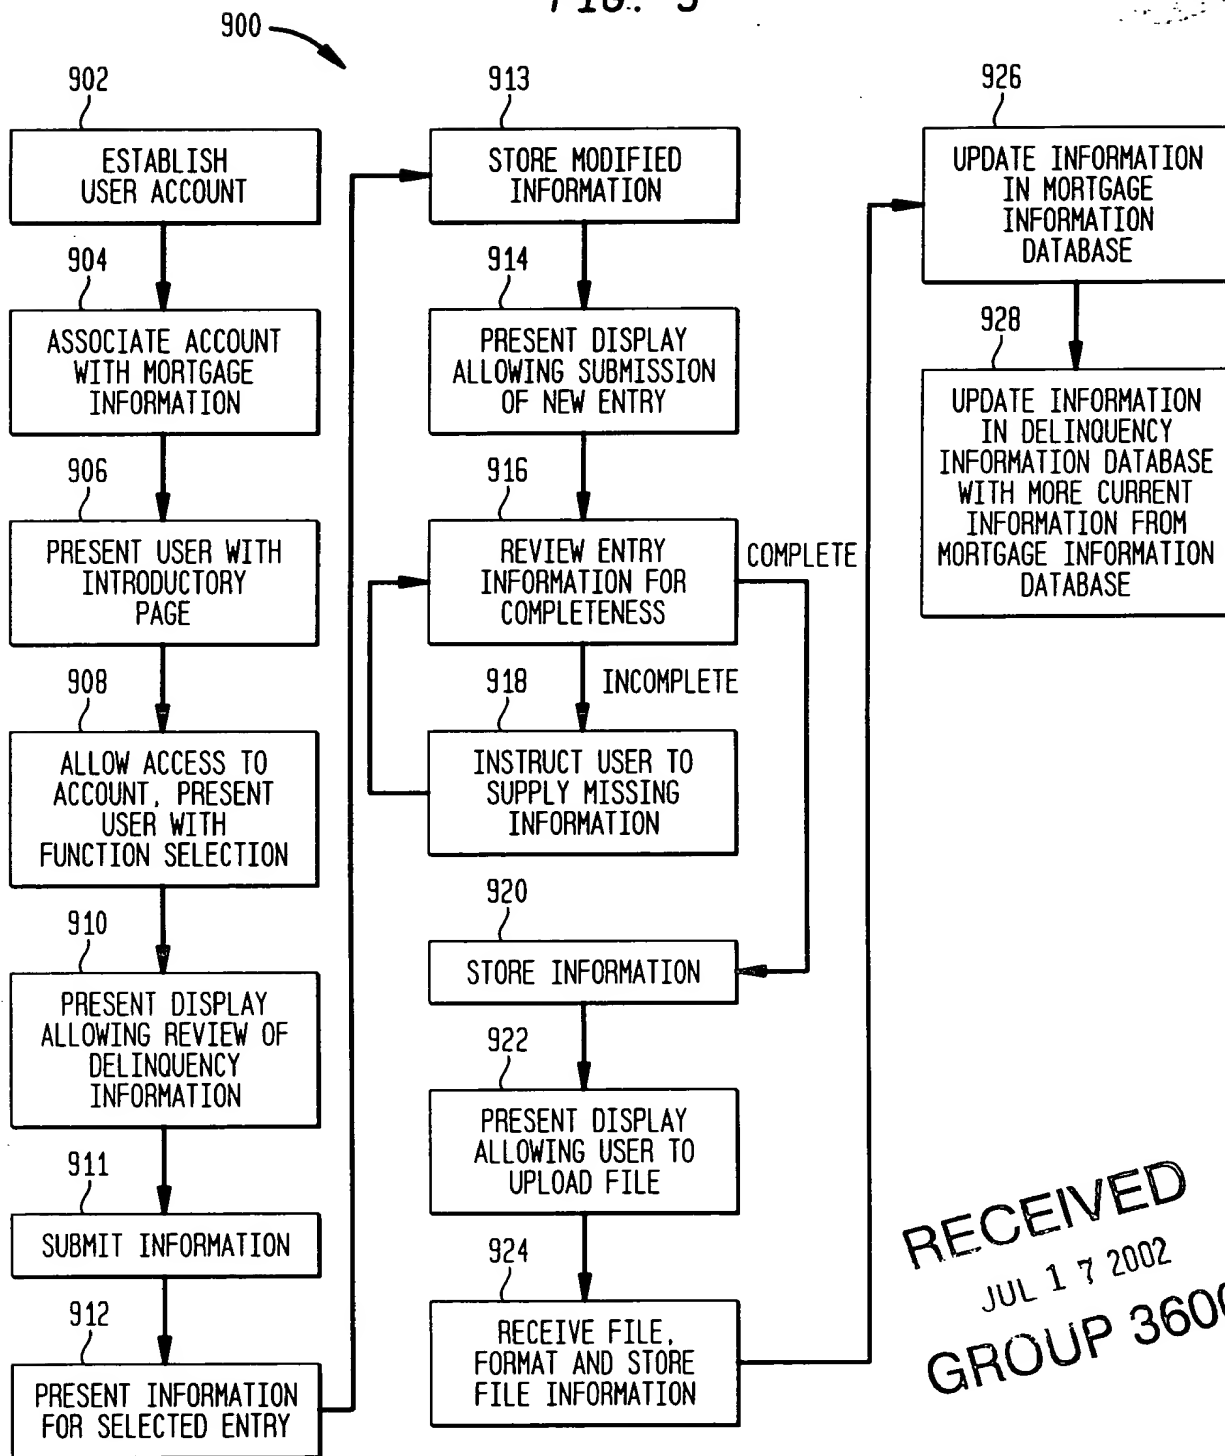 900
902
ESTABLISH
USER ACCOUNT
904
ASSOCIATE ACCOUNT
WITH MORTGAGE
INFORMATION
906
PRESENT USER WITH
INTRODUCTORY
PAGE
908
ALLOW ACCESS TO
ACCOUNT, PRESENT
USER WITH
FUNCTION SELECTION
910
PRESENT DISPLAY
ALLOWING REVIEW OF
DELINQUENCY
INFORMATION
911
SUBMIT INFORMATION
912
PRESENT INFORMATION
FOR SELECTED ENTRY
913
STORE MODIFIED
INFORMATION
914
PRESENT DISPLAY
ALLOWING SUBMISSION
OF NEW ENTRY
916
REVIEW ENTRY
INFORMATION FOR
COMPLETENESS
COMPLETE
INCOMPLETE
918
INSTRUCT USER TO
SUPPLY MISSING
INFORMATION
920
STORE INFORMATION
922
PRESENT DISPLAY
ALLOWING USER TO
UPLOAD FILE
924
RECEIVE FILE,
FORMAT AND STORE
FILE INFORMATION
926
UPDATE INFORMATION
IN MORTGAGE
INFORMATION
DATABASE
928
UPDATE INFORMATION
IN DELINQUENCY
INFORMATION DATABASE
WITH MORE CURRENT
INFORMATION FROM
MORTGAGE INFORMATION
DATABASE
RECEIVED
JUL 17 2002
GROUP 3600